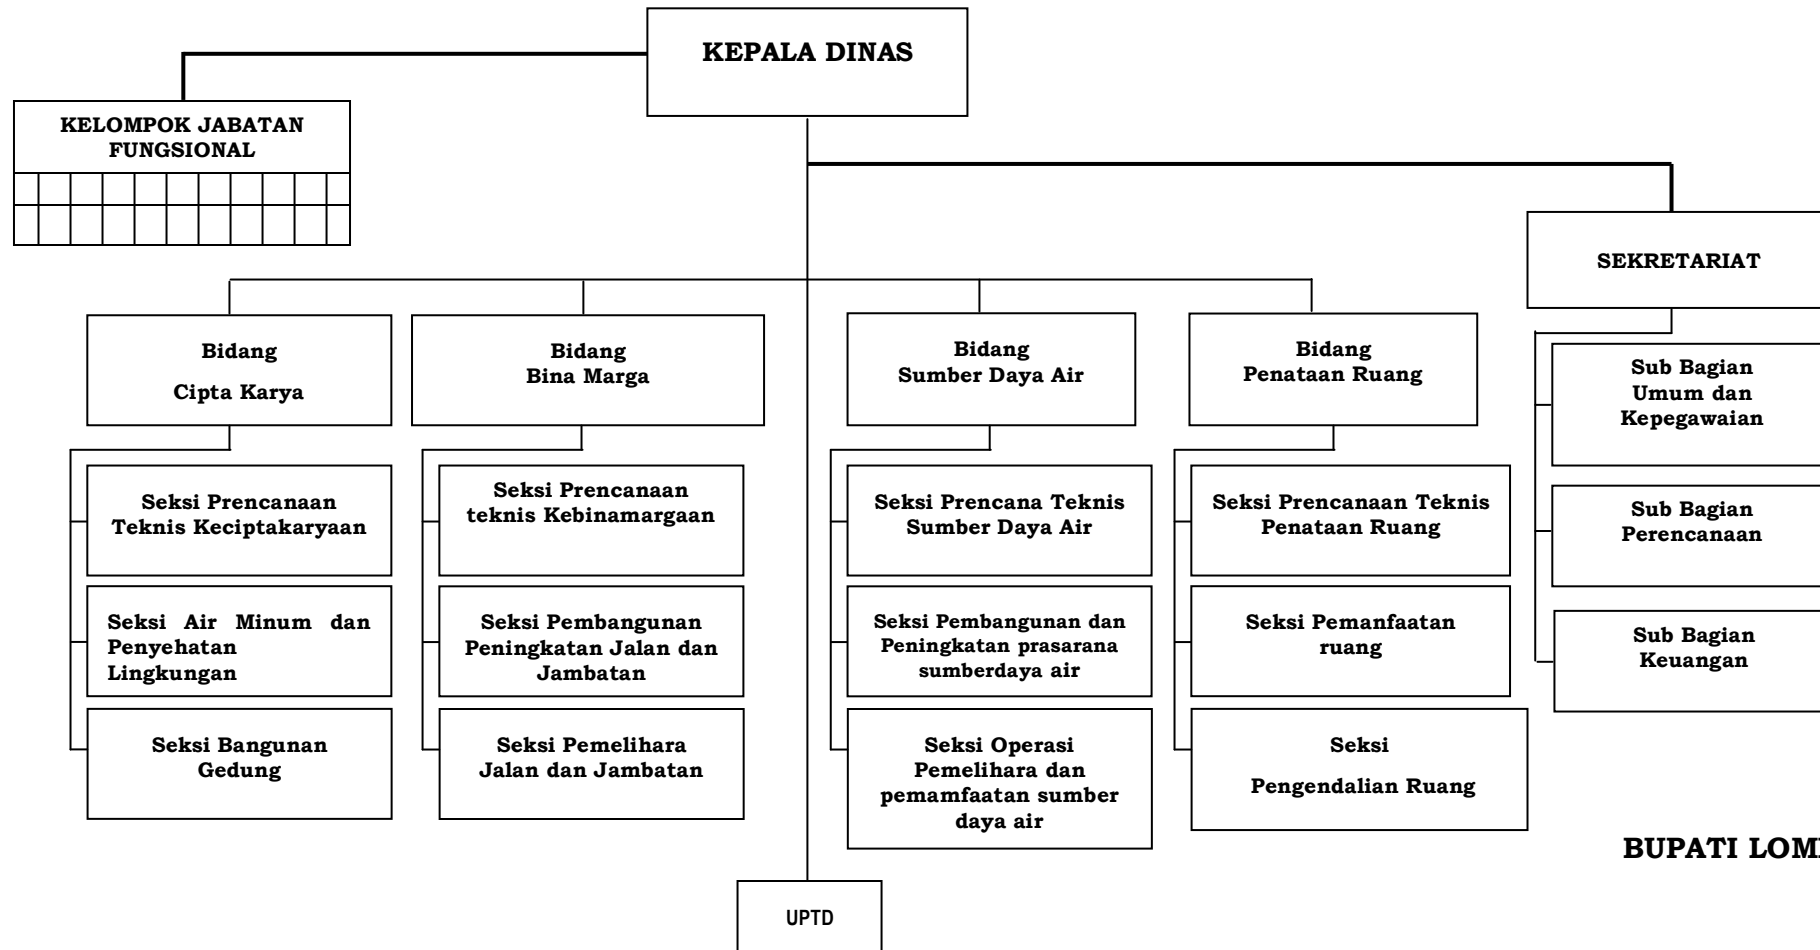 KEPALA DINAS
KELOMPOK JABATAN
FUNGSIONAL
SEKRETARIAT
Bidang
Cipta Karya
Bidang
Bina Marga
Bidang
Sumber Daya Air
Bidang
Penataan Ruang
Sub Bagian
Umum dan
Kepegawaian
Sub Bagian
Perencanaan
Sub Bagian
Keuangan
Seksi Prencanaan
Teknis Keciptakaryaan
Seksi Air Minum dan
Penyehatan
Lingkungan
Seksi Bangunan
Gedung
Seksi Prencanaan
teknis Kebinamargaan
Seksi Pembangunan
Peningkatan Jalan dan
Jambatan
Seksi Pemelihara
Jalan dan Jambatan
Seksi Prencana Teknis
Sumber Daya Air
Seksi Pembangunan dan
Peningkatan prasarana
sumberdaya air
Seksi Operasi
Pemelihara dan
pemamfaatan sumber
daya air
Seksi Prencanaan Teknis
Penataan Ruang
Seksi Pemanfaatan
ruang
Seksi
Pengendalian Ruang
BUPATI
UPTD